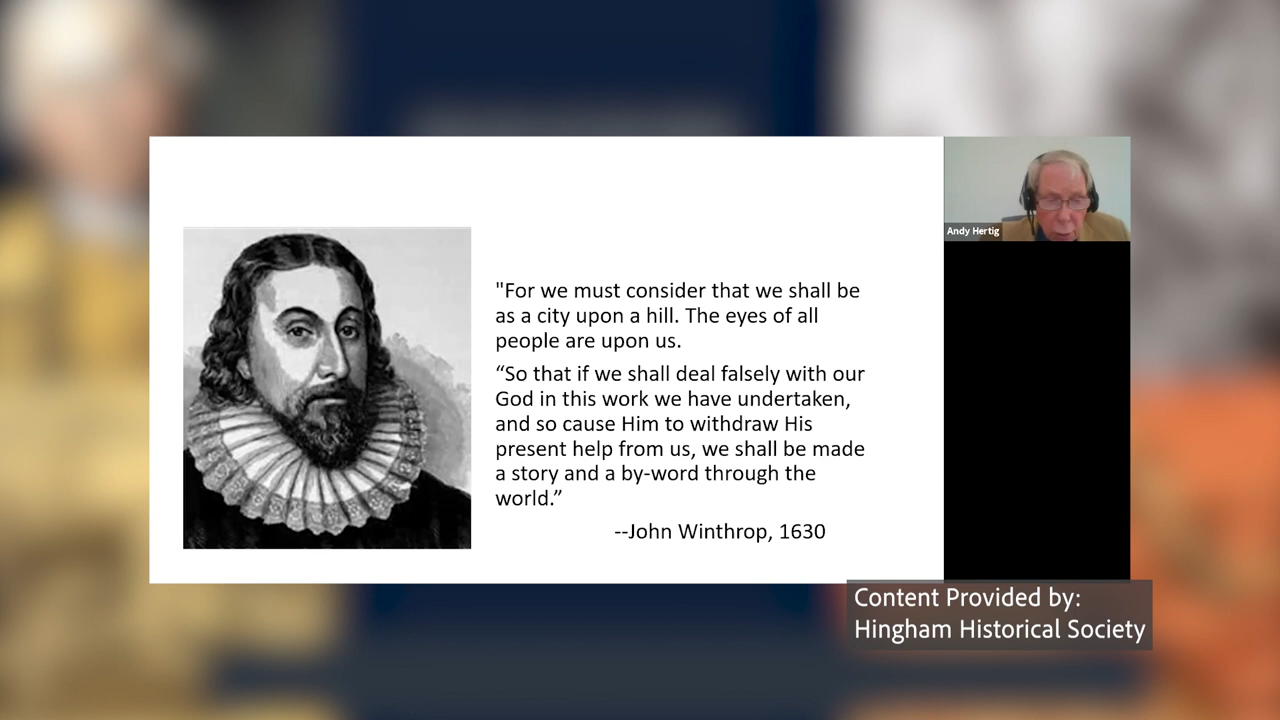 "For we must consider that we shall be
as a city upon a hill. The eyes of all
people are upon us.
“So that if we shall deal falsely with our
God in this work we have undertaken,
and so cause Him to withdraw His
present help from us, we shall be made
a story and a by-word through the
world.”
--John Winthrop, 1630
Andy Hertig
Content Provided by:
Hingham Historical Society